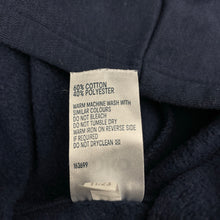 60% COTTON
40% POLYESTER
WARM MACHINE WASH WITH
SIMILAR COLOURS
DO NOT BLEACH
DO NOT TUMBLE DRY
WARM IRON ON REVERSE SIDE
IF REQUIRED
DO NOT DRYCLEAN
163699